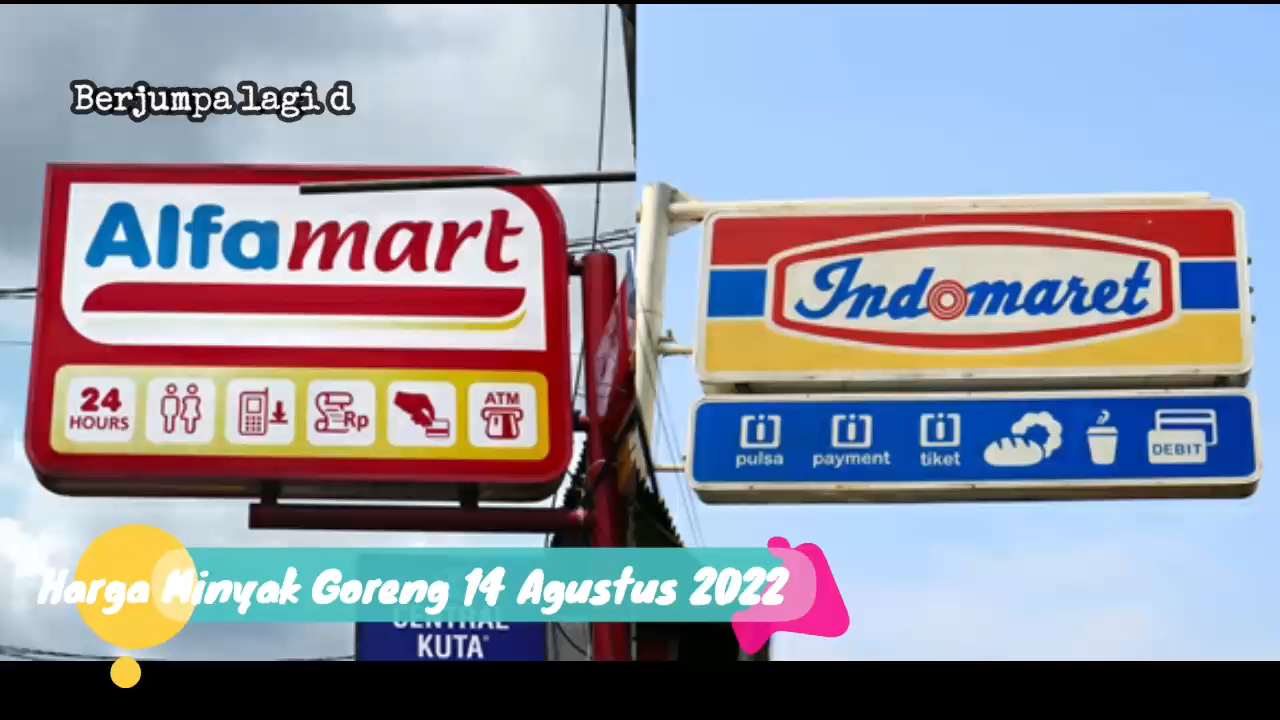 Berjumpa lagi d
Alfamart
24
HOURS
Rp
ATM
Indomaret
pulsa
payment
tiket
DEBIT
Harga Minyak Goreng 14 Agustus 2022
CENTRAL
KUTA